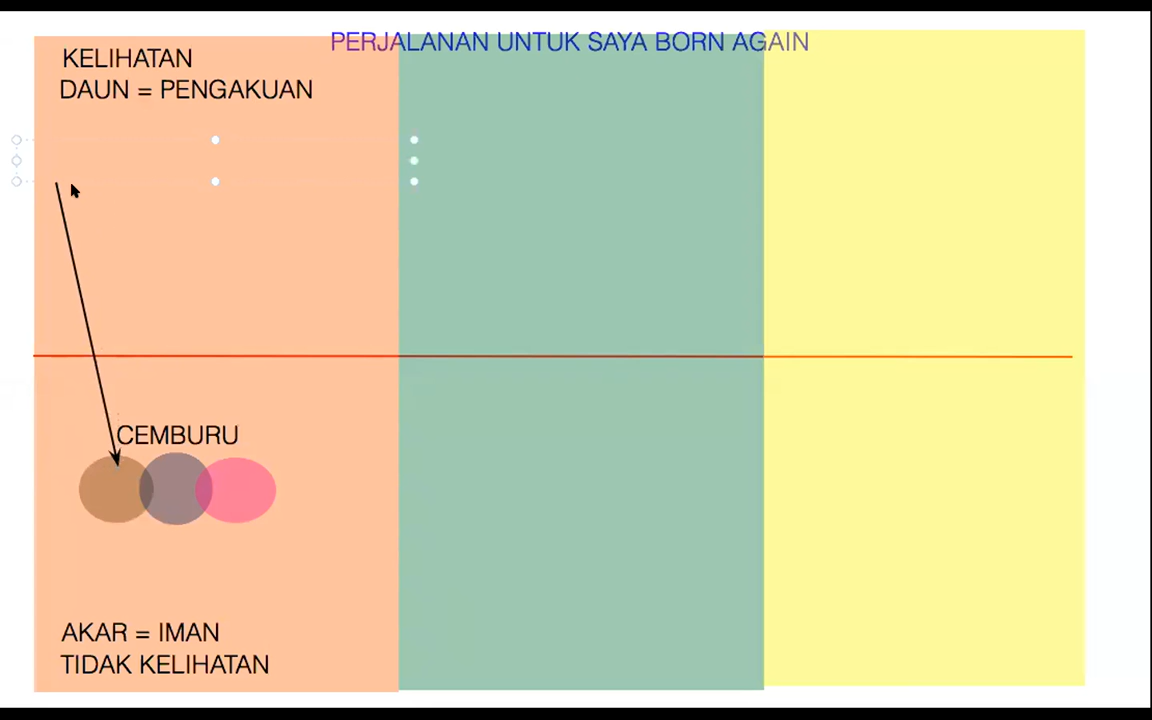 PERJALANAN UNTUK SAYA BORN AGAIN
KELIHATAN
DAUN = PENGAKUAN
CEMBURU
AKAR = IMAN
TIDAK KELIHATAN